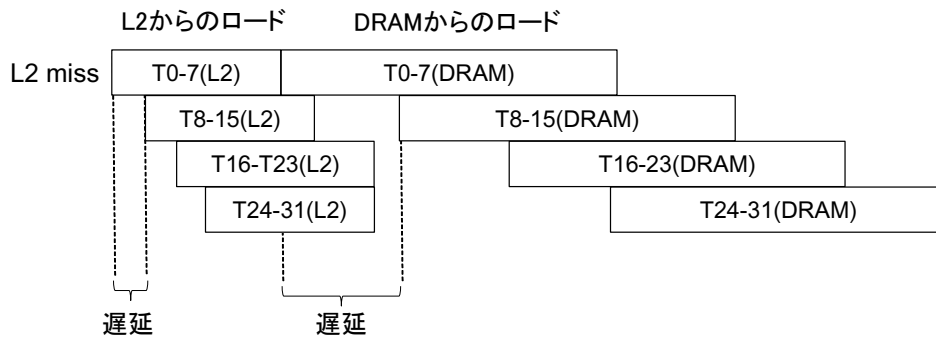 L2からのロード
DRAMからのロード
L2 miss
T0-7(L2)
T0-7(DRAM)
T8-15(L2)
T8-15(DRAM)
T16-T23(L2)
T16-23(DRAM)
T24-31(L2)
T24-31(DRAM)
遅延
遅延